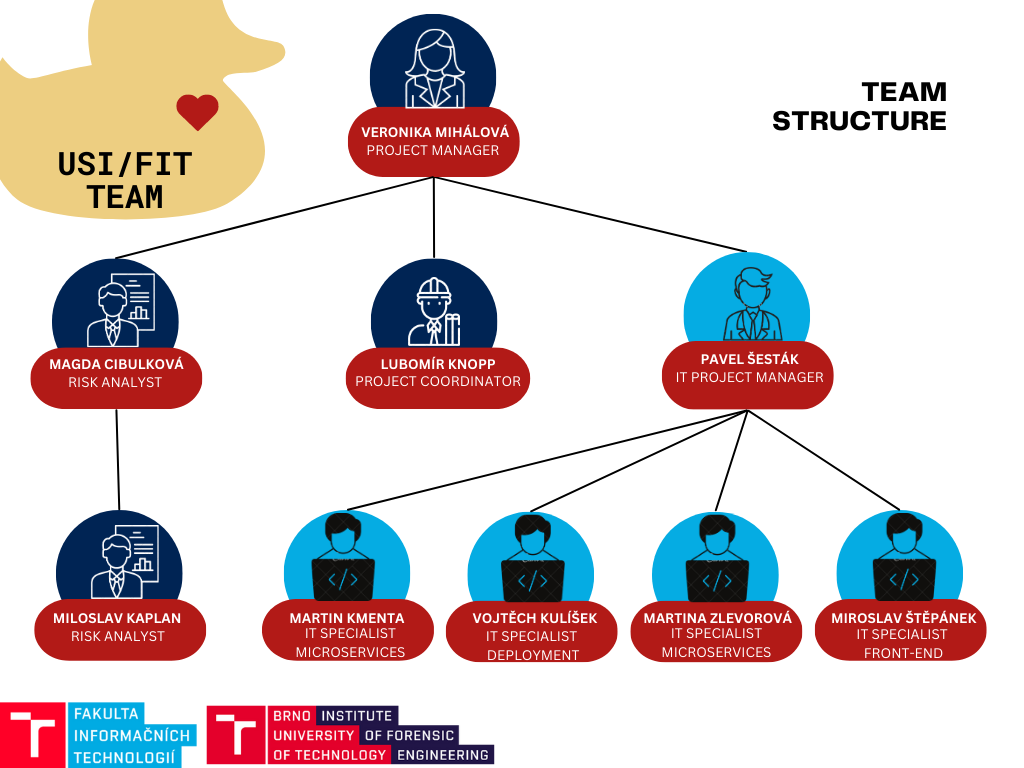 USI/FIT
TEAM
TEAM
STRUCTURE
VERONIKA MIHÁLOVÁ
PROJECT MANAGER
MAGDA CIBULKOVÁ
RISK ANALYST
LUBOMÍR KNOPP
PROJECT COORDINATOR
PAVEL ŠESTÁK
IT PROJECT MANAGER
MILOSLAV KAPLAN
RISK ANALYST
</>
MARTIN KMENTA
IT SPECIALIST
MICROSERVICES
</>
VOJTĚCH KULÍŠEK
IT SPECIALIST
DEPLOYMENT
</>
MARTINA ZLEVOROVÁ
IT SPECIALIST
MICROSERVICES
</>
MIROSLAV ŠTĚPÁNEK
IT SPECIALIST
FRONT-END
T
FAKULTA
INFORMAČNÍCH
TECHNOLOGIÍ
T
BRNO INSTITUTE
UNIVERSITY OF FORENSIC
OF TECHNOLOGY ENGINEERING